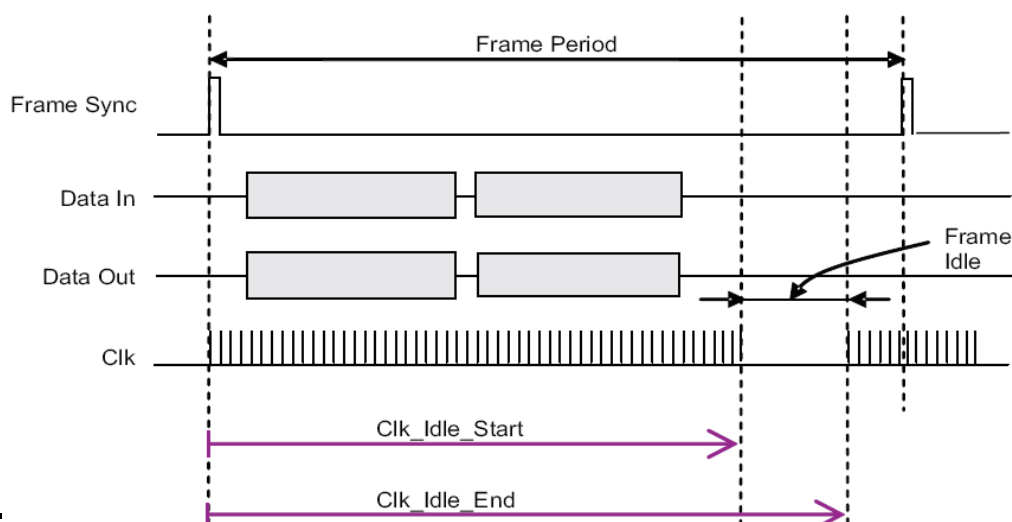 Frame Period
Frame Sync
Data In
Data Out
Frame
Idle
Clk
Clk_Idle_Start
Clk_Idle_End